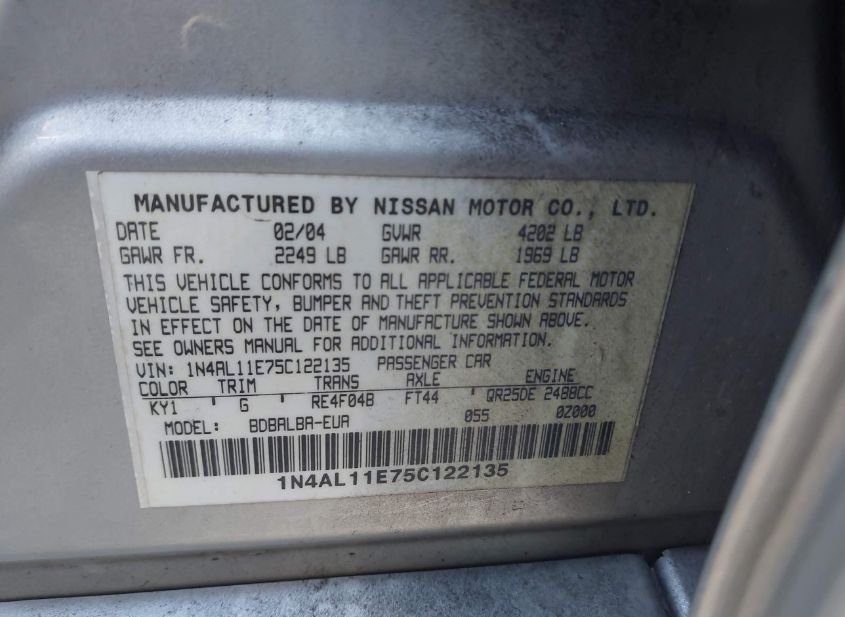 MANUFACTURED BY NISSAN MOTOR CO., LTD.
DATE 02/04 GVWR 4202 LB
GAWR FR. 2249 LB GAWR RR. 1969 LB
THIS VEHICLE CONFORMS TO ALL APPLICABLE FEDERAL MOTOR
VEHICLE SAFETY, BUMPER AND THEFT PREVENTION STANDARDS
IN EFFECT ON THE DATE OF MANUFACTURE SHOWN ABOVE.
SEE OWNERS MANUAL FOR ADDITIONAL INFORMATION.
VIN: 1N4AL11E75C122135 PASSENGER CAR
COLOR TRIM TRANS AXLE ENGINE
KY1 G RE4F04B FT44 QR25DE 2488CC
MODEL: BDBALBA-EUA 055 0Z000
1N4AL11E75C122135